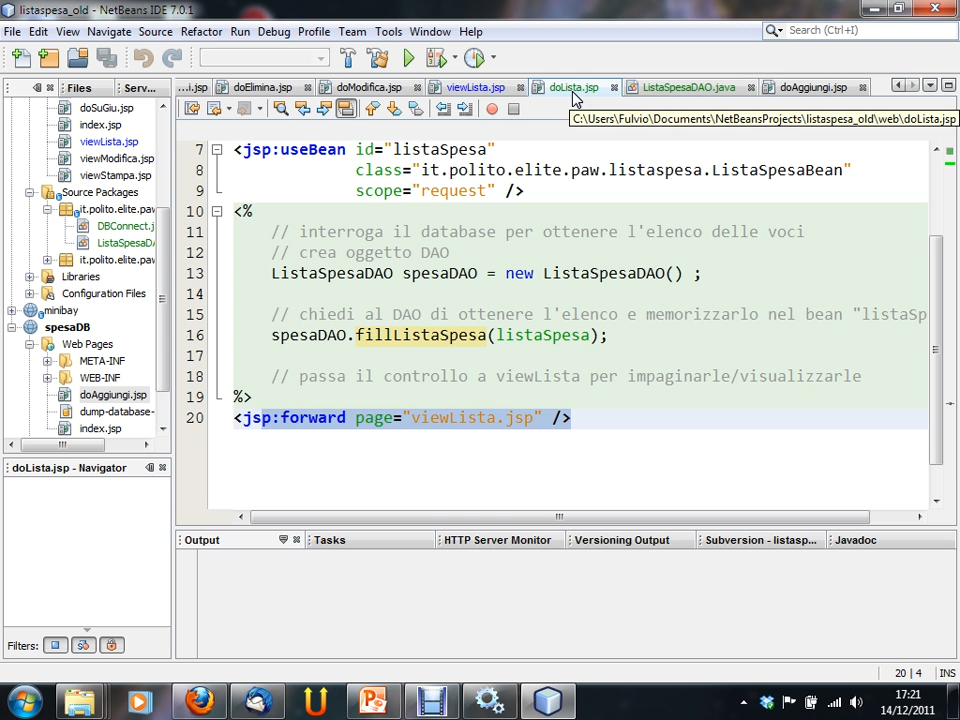 listaspesa_old - NetBeans IDE 7.0.1
File Edit View Navigate Source Refactor Run Debug Profile Team Tools Window Help
Search (Ctrl+I)
Files
Serv...
...i.jsp
doElimina.jsp
doModifica.jsp
viewLista.jsp
doLista.jsp
ListaSpesaDAO.java
doAggiungi.jsp
C:\Users\Fulvio\Documents\NetBeansProjects\listaspesa_old\web\doLista.jsp
doSuGiu.jsp
index.jsp
viewLista.jsp
viewModifica.jsp
viewStampa.jsp
Source Packages
it.polito.elite.paw
DBConnect.j
ListaSpesaDA
it.polito.elite.paw
Libraries
Configuration Files
minibay
spesaDB
Web Pages
META-INF
WEB-INF
doAggiungi.jsp
dump-database-
index.jsp
7 <jsp:useBean id="listaSpesa"
8 class="it.polito.elite.paw.listaspesa.ListaSpesaBean"
9 scope="request" />
10 <%
11 // interroga il database per ottenere l'elenco delle voci
12 // crea oggetto DAO
13 ListaSpesaDAO spesaDAO = new ListaSpesaDAO() ;
14
15 // chiedi al DAO di ottenere l'elenco e memorizzarlo nel bean "listaSp
16 spesaDAO.fillListaSpesa(listaSpesa);
17
18 // passa il controllo a viewLista per impaginarle/visualizzarle
19 %>
20 <jsp:forward page="viewLista.jsp" />
doLista.jsp - Navigator
Filters:
Output
Tasks
HTTP Server Monitor
Versioning Output
Subversion - listasp...
Javadoc
20 | 4 INS
17:21
14/12/2011